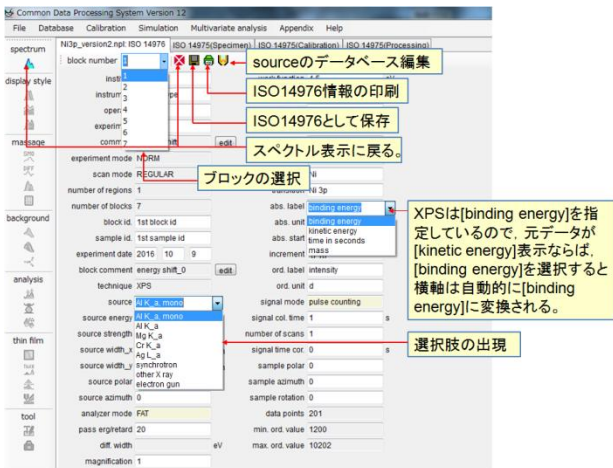 Common Data Processing System Version 12
File Database Calibration Simulation Multivariate analysis Appendix Help
spectrum
Ni3p_version2.npl: ISO 14976 ISO 14975(Specimen) ISO 14975(Calibration) ISO 14975(Processing)
block number 1
sourceのデータベース編集
ISO14976情報の印刷
ISO14976として保存
スペクトル表示に戻る。
ブロックの選択
1
2
3
4
5
6
7
display style
massage
background
analysis
thin film
tool
edit
experiment mode NORM
scan mode REGULAR
number of regions 1
Ni 3p
number of blocks 7
abs. label binding energy
block id. 1st block id
abs. unit
binding energy
kinetic energy
time in seconds
mass
sample id. 1st sample id
abs. start
experiment date 2016 10 9
increment
block comment energy shift_0 edit
ord. label intensity
technique XPS
ord. unit d
source Al K_a, mono
signal mode pulse counting
source energy
signal col. time 1 s
Al K_a, mono
Al K_a
Mg K_a
Cr K_a
Ag L_a
synchrotron
other X ray
electron gun
source strength
number of scans 1
source width_x
signal time cor. 0 s
source width_y
sample polar 0
source polar
sample azimuth 0
source azimuth 0
sample rotation 0
analyzer mode FAT
data points 201
pass erg/retard 20
min. ord. value 1200
diff. width eV
max. ord. value 10202
magnification 1
XPSは[binding energy]を指
定しているので，元データが
[kinetic energy]表示ならば，
[binding energy]を選択すると
横軸は自動的に[binding
energy]に変換される。
選択肢の出現